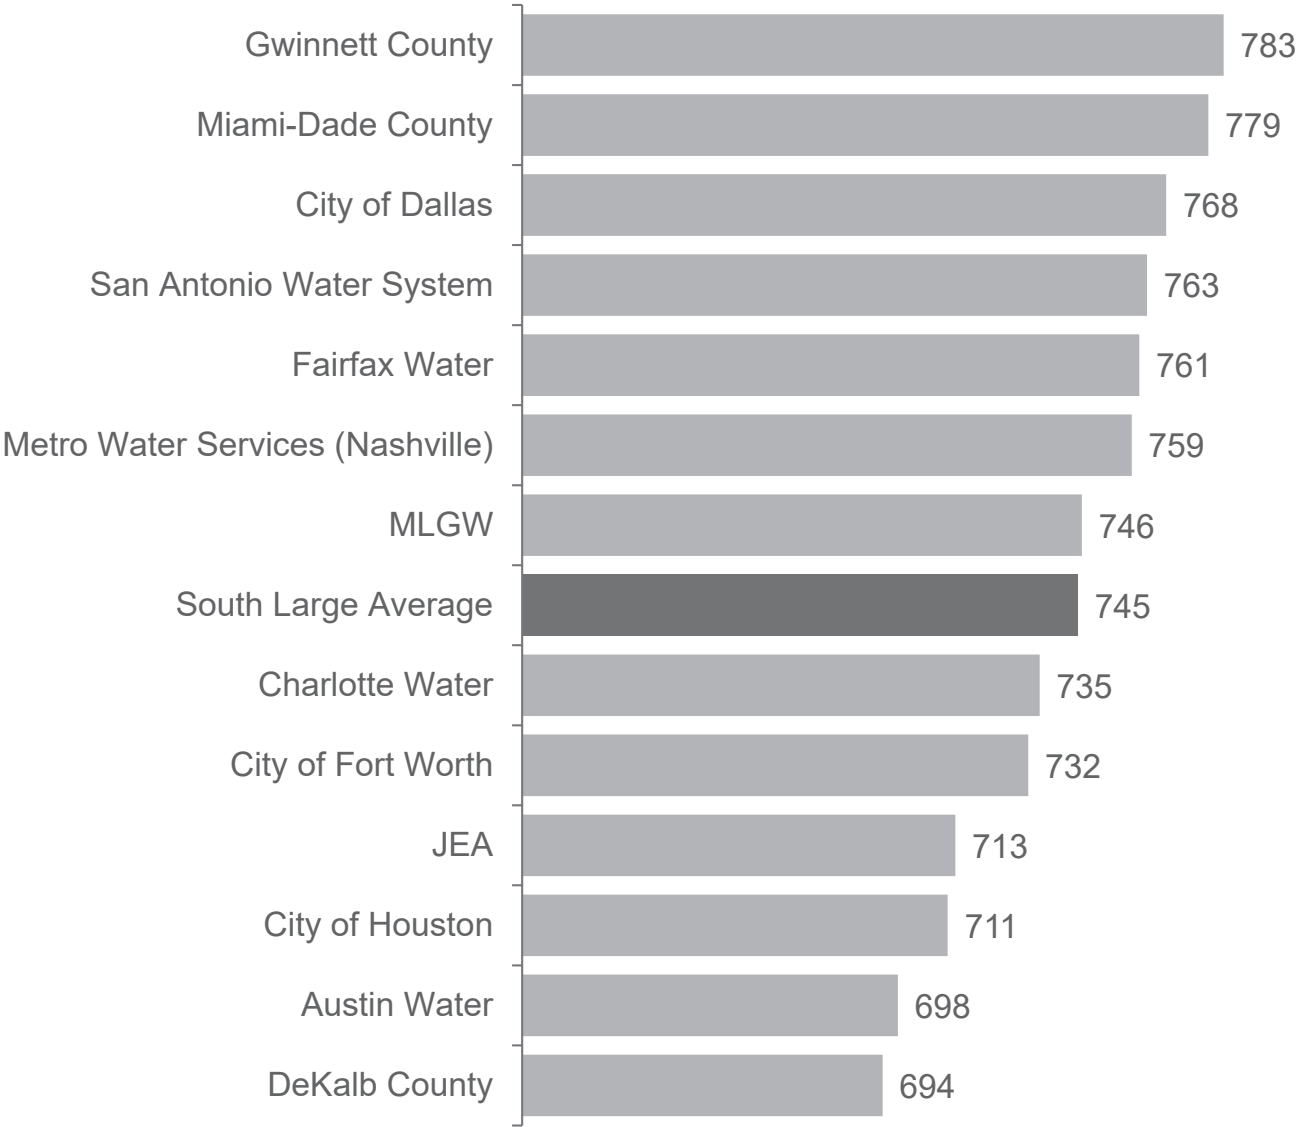 Gwinnett County 783
Miami-Dade County 779
City of Dallas 768
San Antonio Water System 763
Fairfax Water 761
Metro Water Services (Nashville) 759
MLGW 746
South Large Average 745
Charlotte Water 735
City of Fort Worth 732
JEA 713
City of Houston 711
Austin Water 698
DeKalb County 694